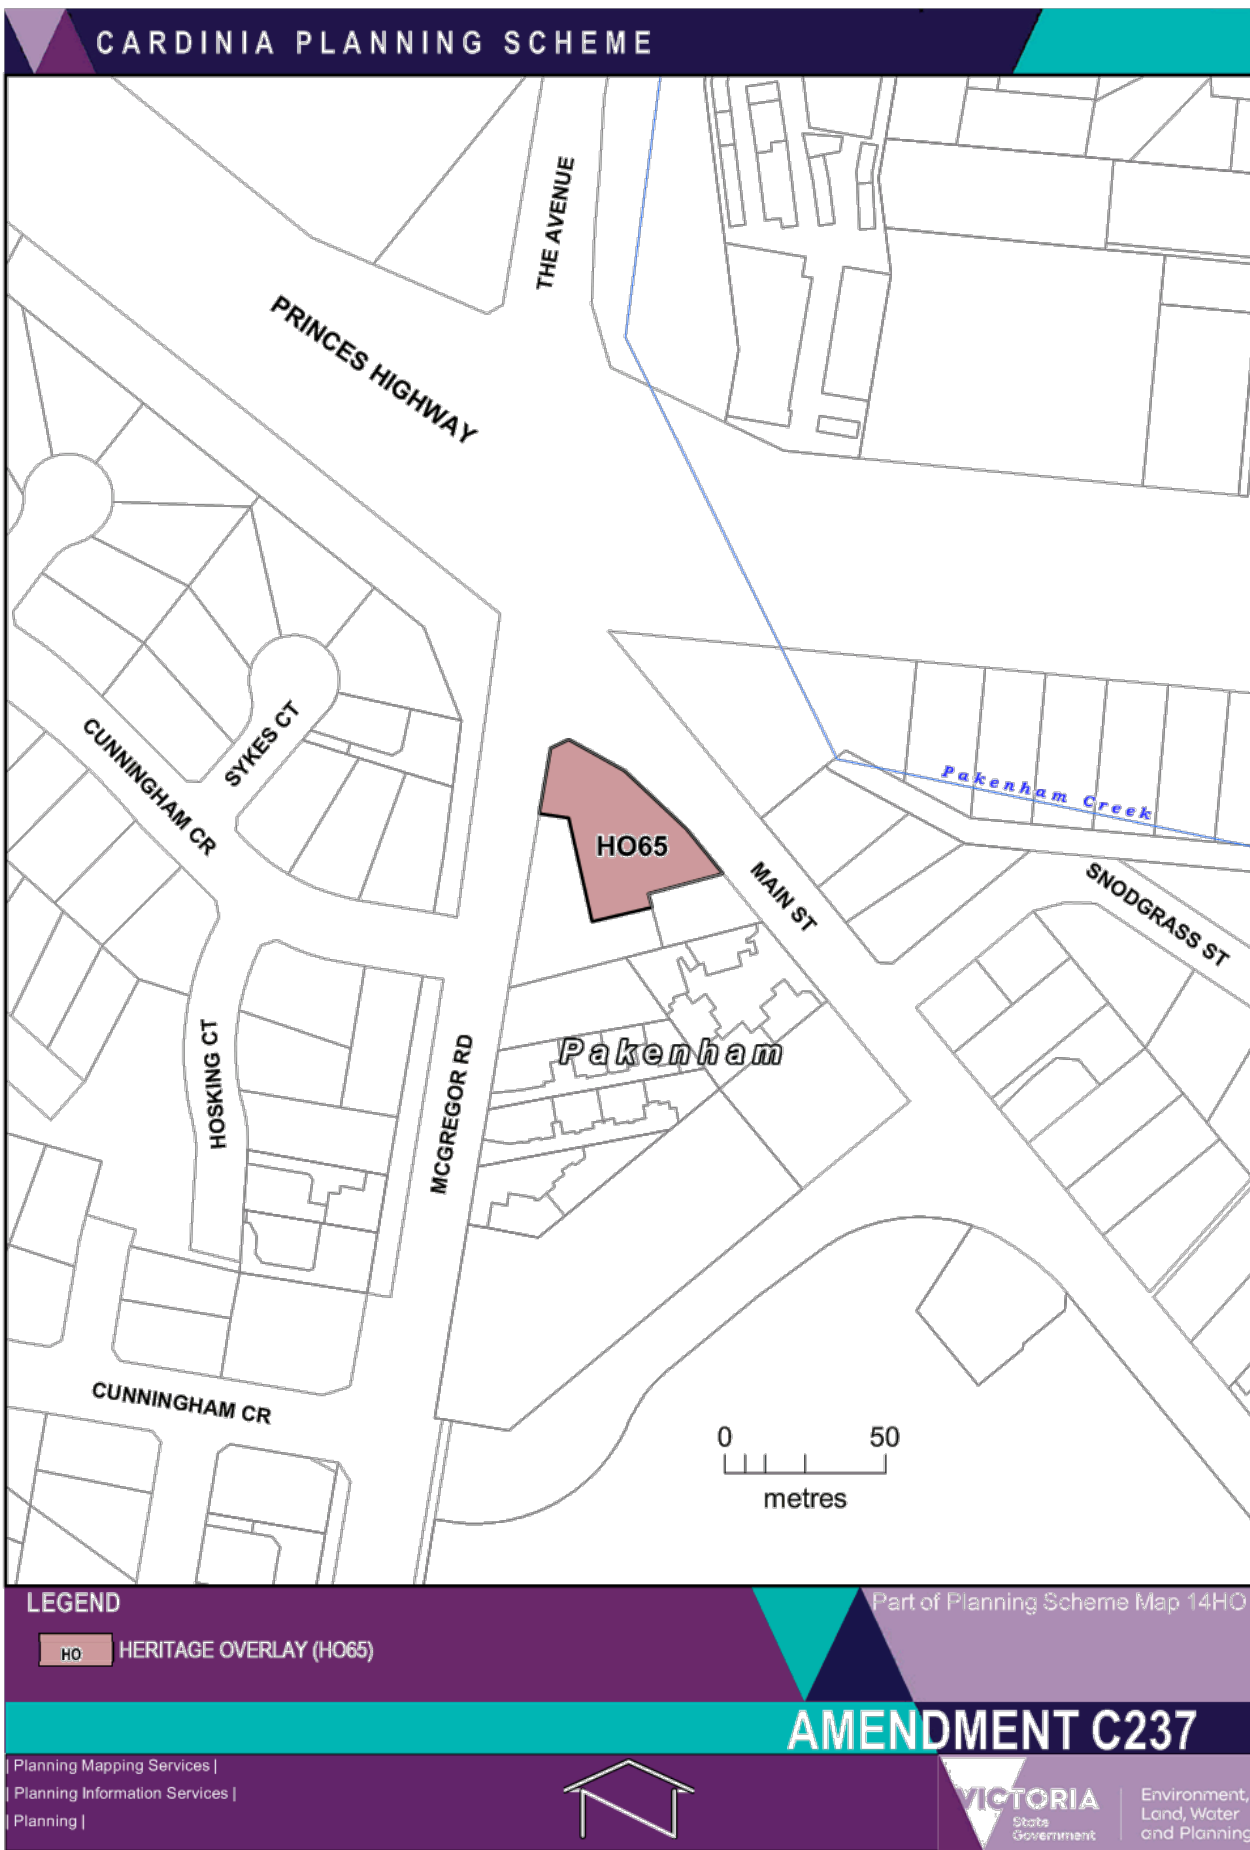 CARDINIA PLANNING SCHEME
THE AVENUE
PRINCES HIGHWAY
SYKES CT
CUNNINGHAM CR
Pakenham Creek
HO65
MAIN ST
SNODGRASS ST
HOSKING CT
MCGREGOR RD
Pakenham
CUNNINGHAM CR
0 50
metres
LEGEND
HO HERITAGE OVERLAY (HO65)
Part of Planning Scheme Map 14HO
AMENDMENT C237
| Planning Mapping Services |
| Planning Information Services |
| Planning |
VICTORIA
State
Government
Environment,
Land, Water
and Planning